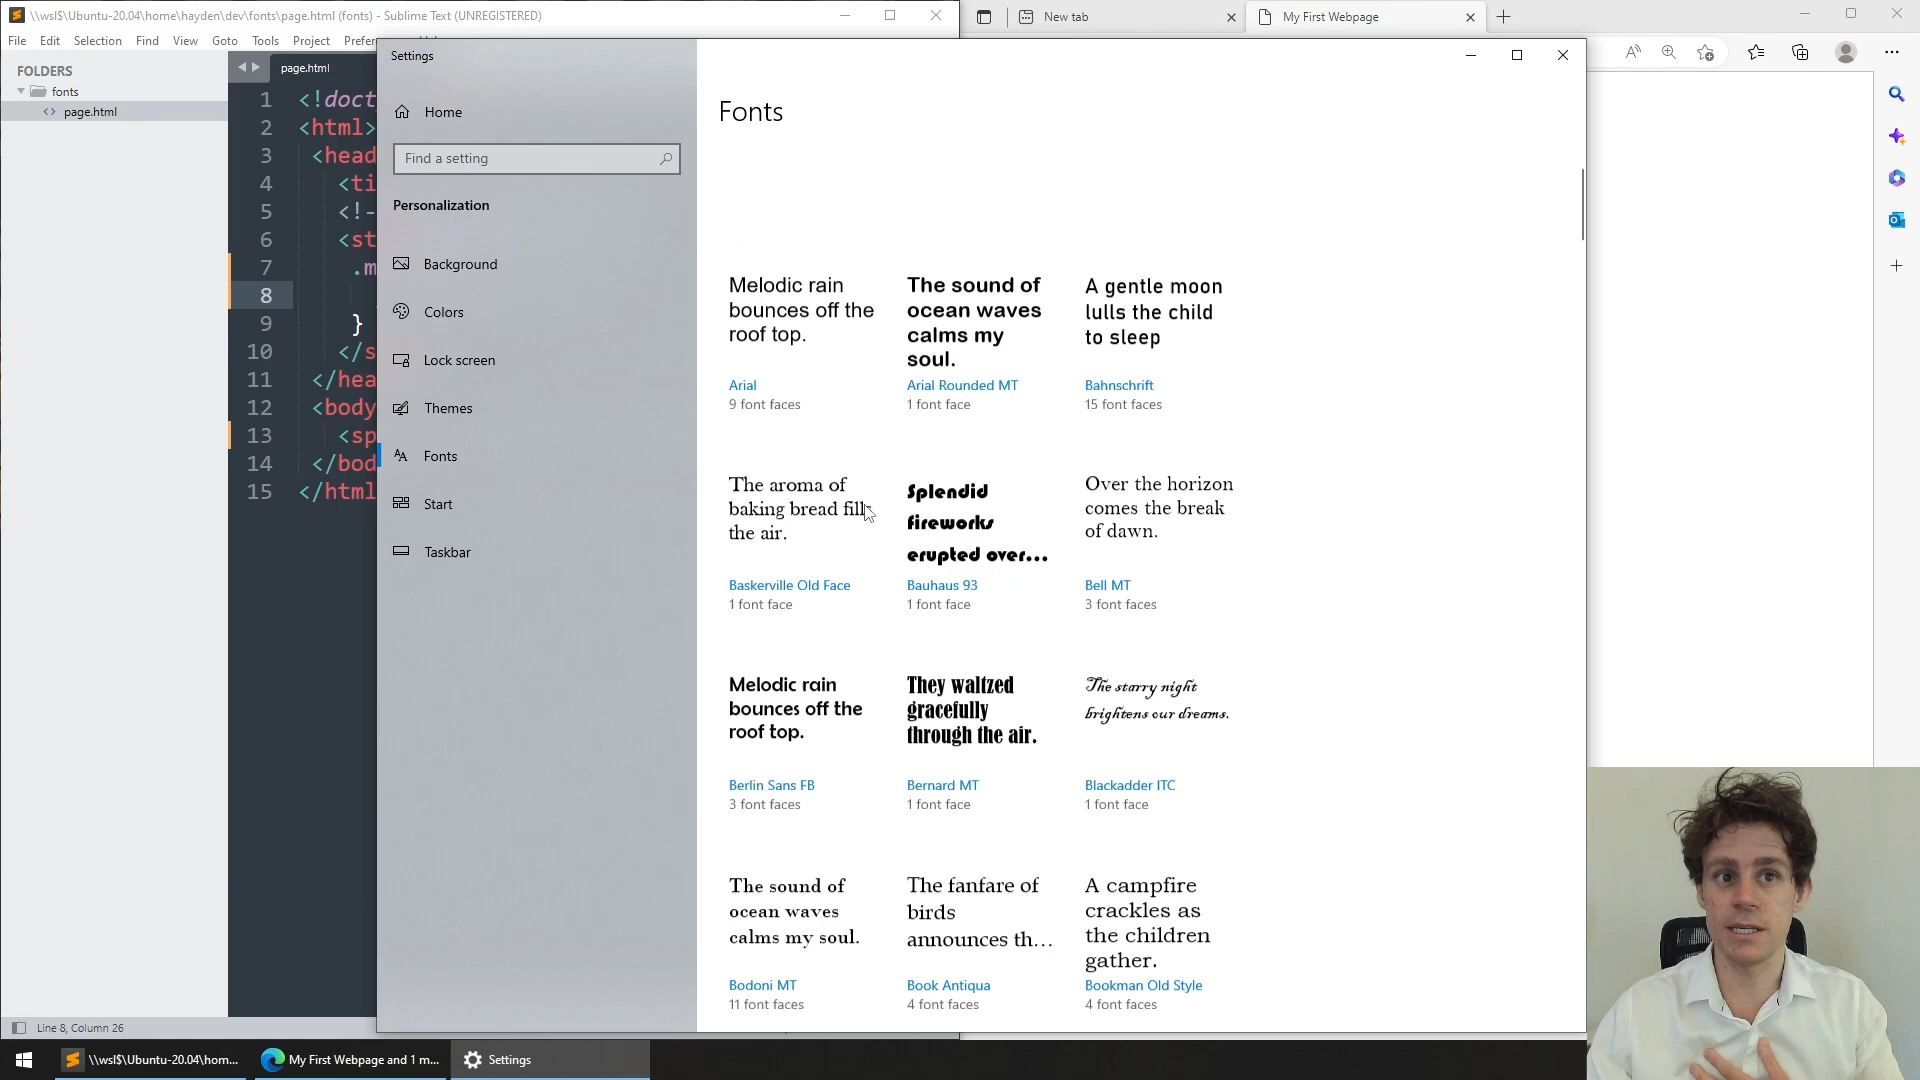 \\wsl$\Ubuntu-20.04\home\hayden\dev\fonts\page.html (fonts) - Sublime Text (UNREGISTERED)
New tab
My First Webpage
File Edit Selection Find View Goto Tools Project
Settings
FOLDERS
fonts
page.html
page.html
1 <!doct
2 <html>
3 <head
4 <ti
5 <!-
6 <st
7 .m
8
9 }
10 </s
11 </hea
12 <body
13 <sp
14 </bod
15 </html
Home
Find a setting
Personalization
Background
Colors
Lock screen
Themes
Fonts
Start
Taskbar
Fonts
Melodic rain
bounces off the
roof top.
Arial
9 font faces
The sound of
ocean waves
calms my
soul.
Arial Rounded MT
1 font face
A gentle moon
lulls the child
to sleep
Bahnschrift
15 font faces
The aroma of
baking bread fills
the air.
Baskerville Old Face
1 font face
Splendid
fireworks
erupted over...
Bauhaus 93
1 font face
Over the horizon
comes the break
of dawn.
Bell MT
3 font faces
Melodic rain
bounces off the
roof top.
Berlin Sans FB
3 font faces
They waltzed
gracefully
through the air.
Bernard MT
1 font face
The starry night
brightens our dreams.
Blackadder ITC
1 font face
The sound of
ocean waves
calms my soul.
Bodoni MT
11 font faces
The fanfare of
birds
announces th...
Book Antiqua
4 font faces
A campfire
crackles as
the children
gather.
Bookman Old Style
4 font faces
Line 8, Column 26
\\wsl$\Ubuntu-20.04\hom...
My First Webpage and 1 m...
Settings